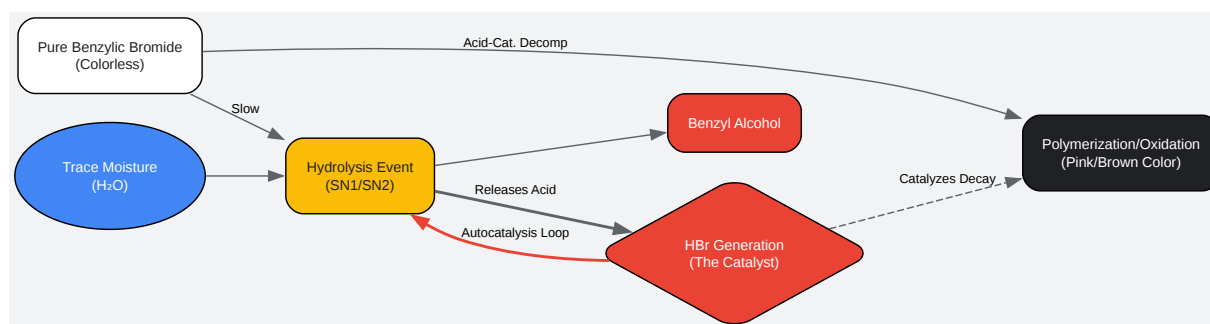 Pure Benzylic Bromide
(Colorless)
Acid-Cat. Decomp
Slow
Trace Moisture
(H₂O)
Hydrolysis Event
(SN1/SN2)
Benzyl Alcohol
Releases Acid
Autocatalysis Loop
HBr Generation
(The Catalyst)
Catalyzes Decay
Polymerization/Oxidation
(Pink/Brown Color)